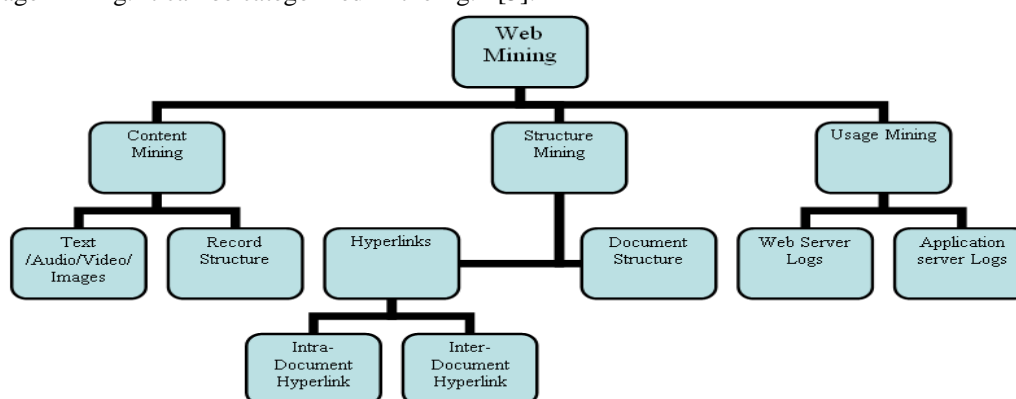 Web
Mining
Content
Mining
Structure
Mining
Usage Mining
Text
/Audio/Video/
Images
Record
Structure
Hyperlinks
Document
Structure
Web Server
Logs
Application
server Logs
Intra-
Document
Hyperlink
Inter-
Document
Hyperlink